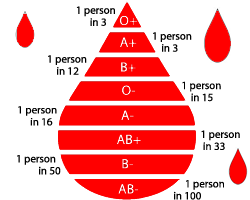 1 person
in 3
O+
A+
1 person
in 3
1 person
in 12
B+
O-
1 person
in 15
1 person
in 16
A-
AB+
1 person
in 33
1 person
in 50
B-
AB-
1 person
in 100